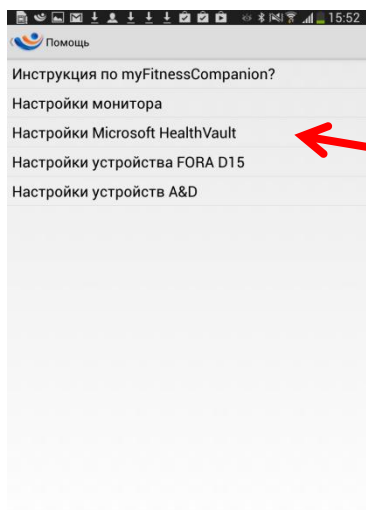 15:52
Помощь
Инструкция по myFitnessCompanion?
Настройки монитора
Настройки Microsoft HealthVault
Настройки устройства FORA D15
Настройки устройств A&D